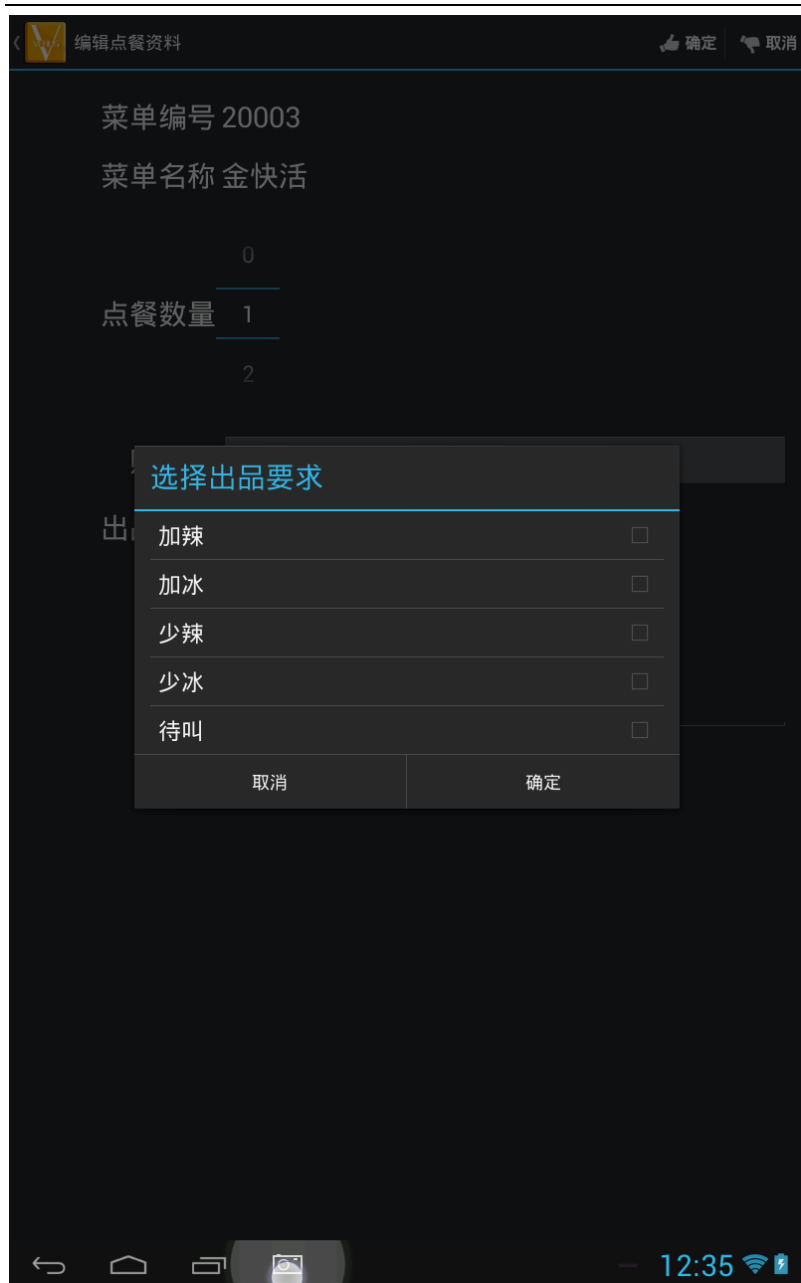 编辑点餐资料 确定 取消
菜单编号 20003
菜单名称 金快活
0
点餐数量 1
2
选择出品要求
出
加辣
加冰
少辣
少冰
待叫
取消 确定
12:35